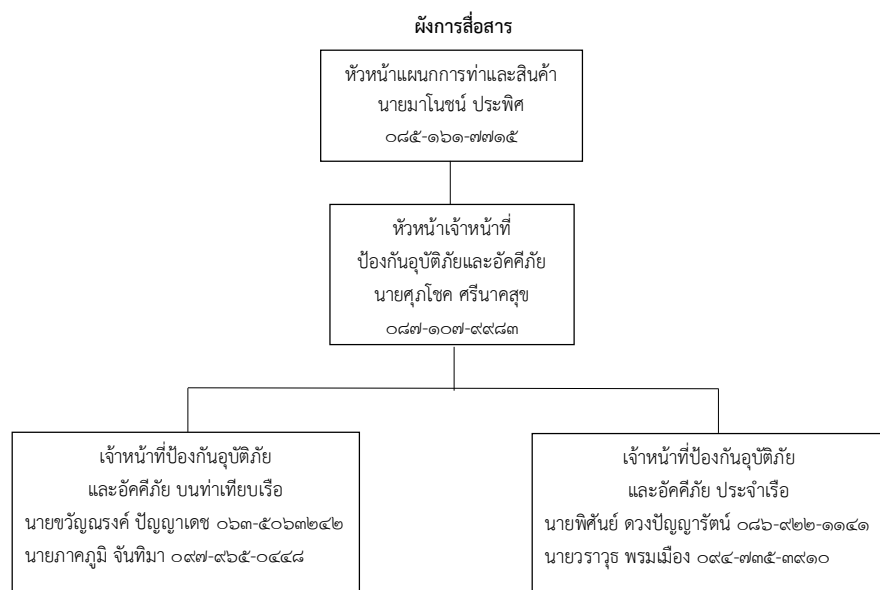 ผังการสื่อสาร
หัวหน้าแผนกการท่าและสินค้า
นายมาโนชน์ ประพิศ
๐๘๕-๑๖๑-๗๗๑๕
หัวหน้าเจ้าหน้าที่
ป้องกันอุบัติภัยและอัคคีภัย
นายศุภโชค ศรีนาคสุข
๐๘๗-๑๐๗-๙๙๘๓
เจ้าหน้าที่ป้องกันอุบัติภัย
และอัคคีภัย บนท่าเทียบเรือ
นายขวัญณรงค์ ปัญญาเดช ๐๖๓-๕๐๖๓๒๔๒
นายภาคภูมิ จันทิมา ๐๙๗-๙๖๕-๐๔๔๘
เจ้าหน้าที่ป้องกันอุบัติภัย
และอัคคีภัย ประจำเรือ
นายพิศันย์ ดวงปัญญารัตน์ ๐๘๖-๙๒๒-๑๑๔๑
นายวราวุธ พรมเมือง ๐๙๔-๗๓๕-๓๙๑๐